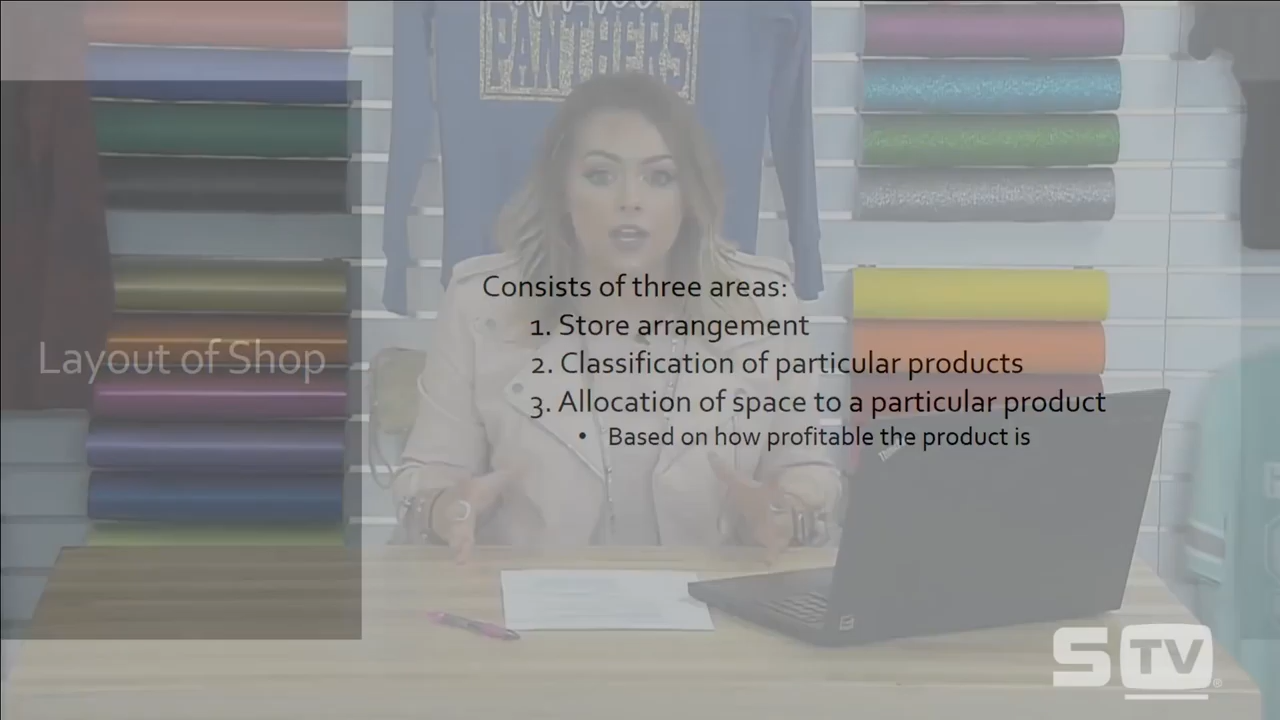 PANTHERS
Layout of Shop
Consists of three areas:
1. Store arrangement
2. Classification of particular products
3. Allocation of space to a particular product
• Based on how profitable the product is
STV